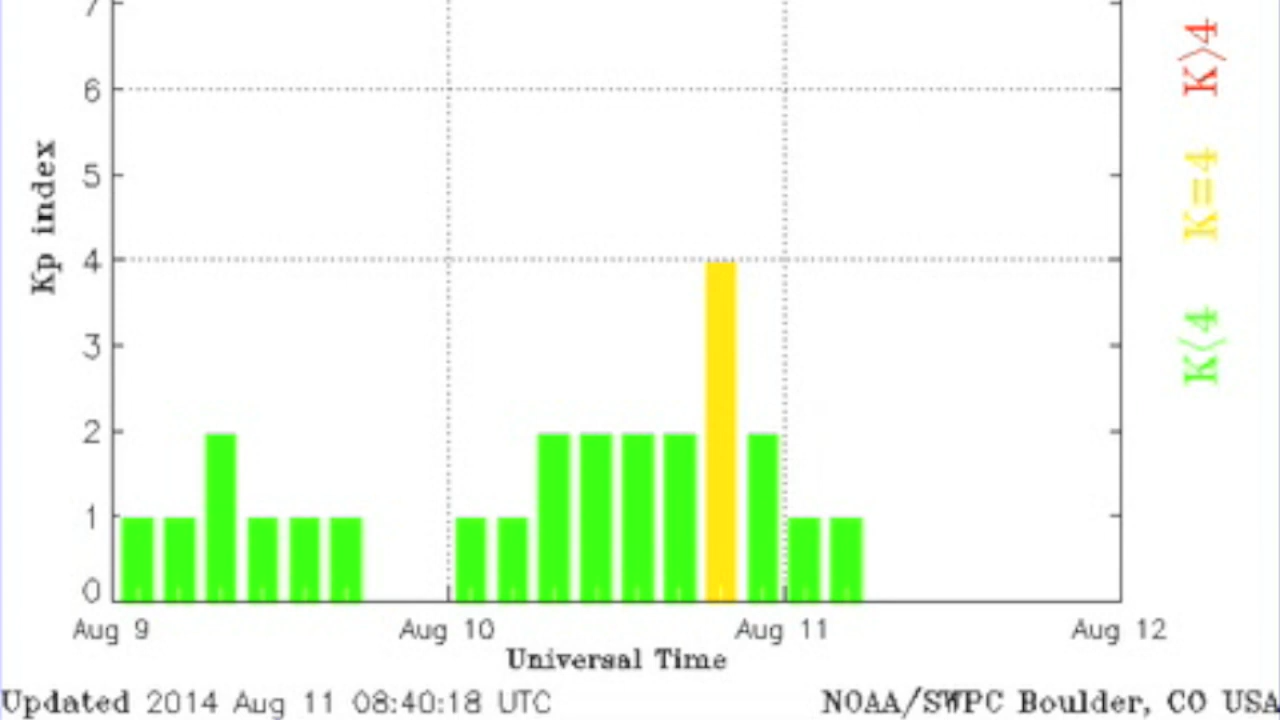 7
6
5
4
3
2
1
0
Kp index
K>4
K=4
K<4
Aug 9 Aug 10 Aug 11 Aug 12
Universal Time
Updated 2014 Aug 11 08:40:18 UTC NOAA/SWPC Boulder, CO USA